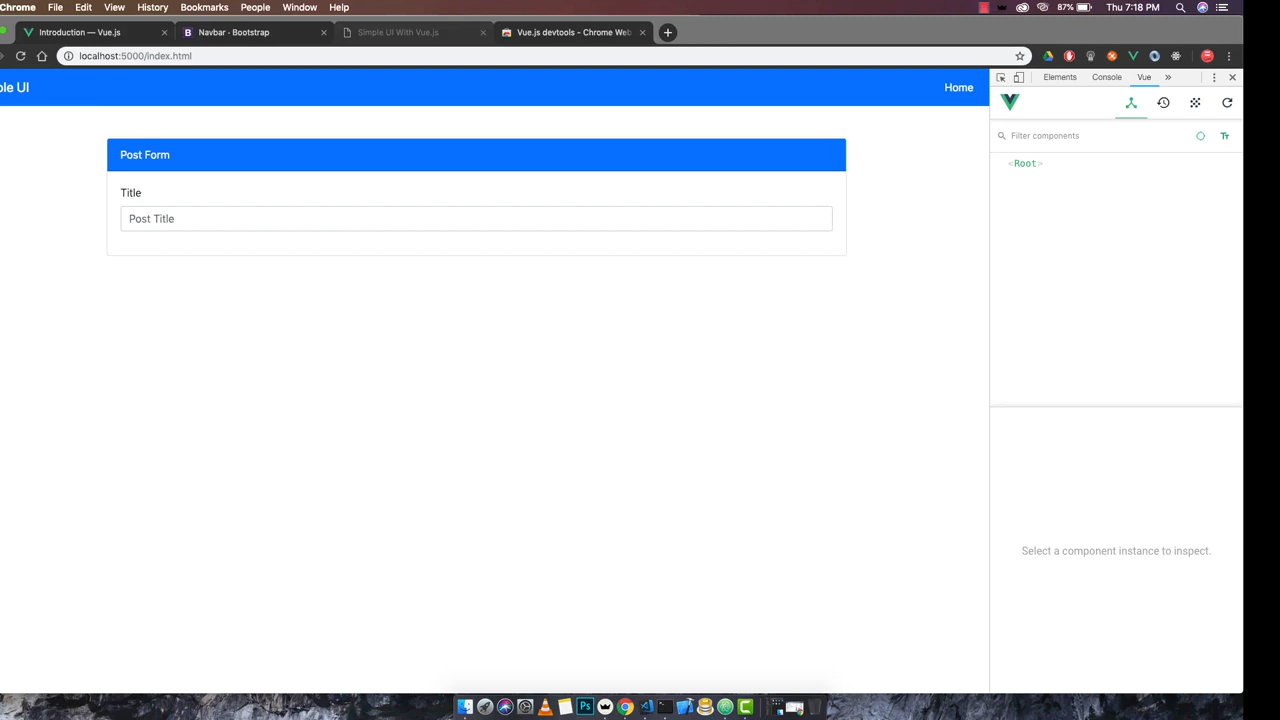 Chrome File Edit View History Bookmarks People Window Help 87% Thu 7:18 PM
Introduction — Vue.js Navbar · Bootstrap Simple UI With Vue.js Vue.js devtools - Chrome Web
localhost:5000/index.html
ple UI Home
Elements Console Vue
Filter components
<Root>
Post Form
Title
Post Title
Select a component instance to inspect.